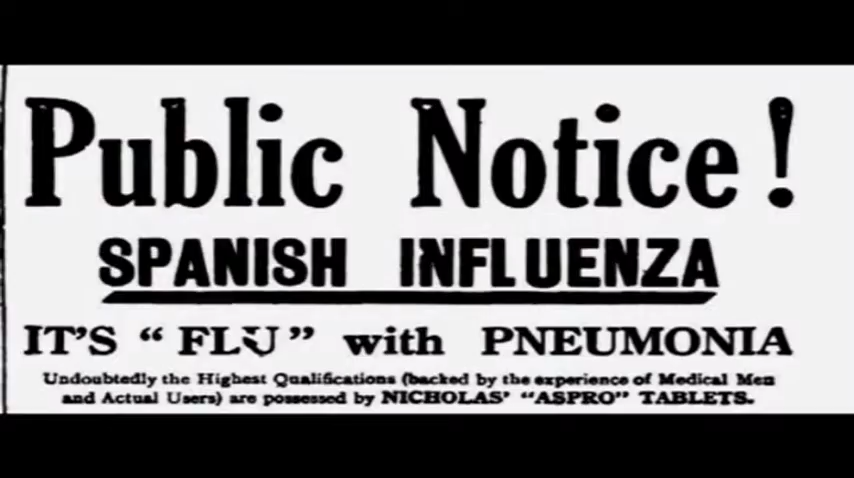 Public Notice!
SPANISH INFLUENZA
IT'S "FLU" with PNEUMONIA
Undoubtedly the Highest Qualifications (backed by the experience of Medical Men
and Actual Users) are possessed by NICHOLAS' "ASPRO" TABLETS.